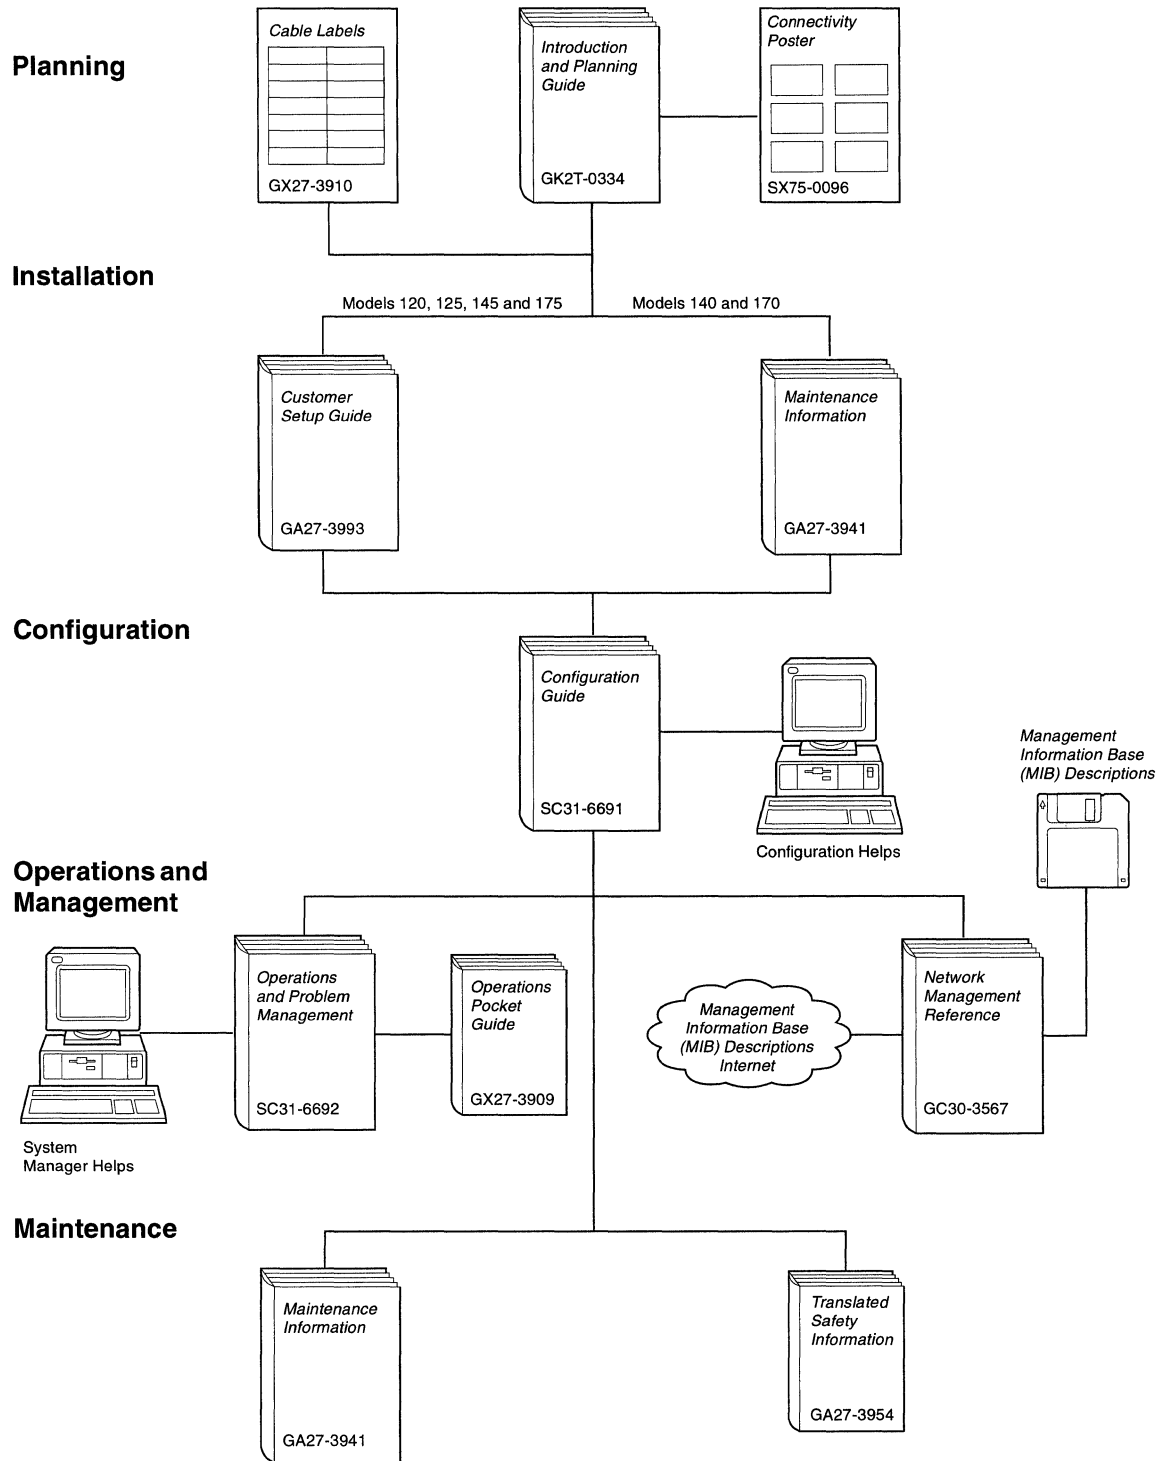 Planning
Cable Labels
GX27-3910
Introduction
and Planning
Guide
GK2T-0334
Connectivity
Poster
SX75-0096
Installation
Models 120, 125, 145 and 175
Models 140 and 170
Customer
Setup Guide
GA27-3993
Maintenance
Information
GA27-3941
Configuration
Configuration
Guide
SC31-6691
Configuration Helps
Management
Information Base
(MIB) Descriptions
Operations and
Management
System
Manager Helps
Operations
and Problem
Management
SC31-6692
Operations
Pocket
Guide
GX27-3909
Management
Information Base
(MIB) Descriptions
Internet
Network
Management
Reference
GC30-3567
Maintenance
Maintenance
Information
GA27-3941
Translated
Safety
Information
GA27-3954